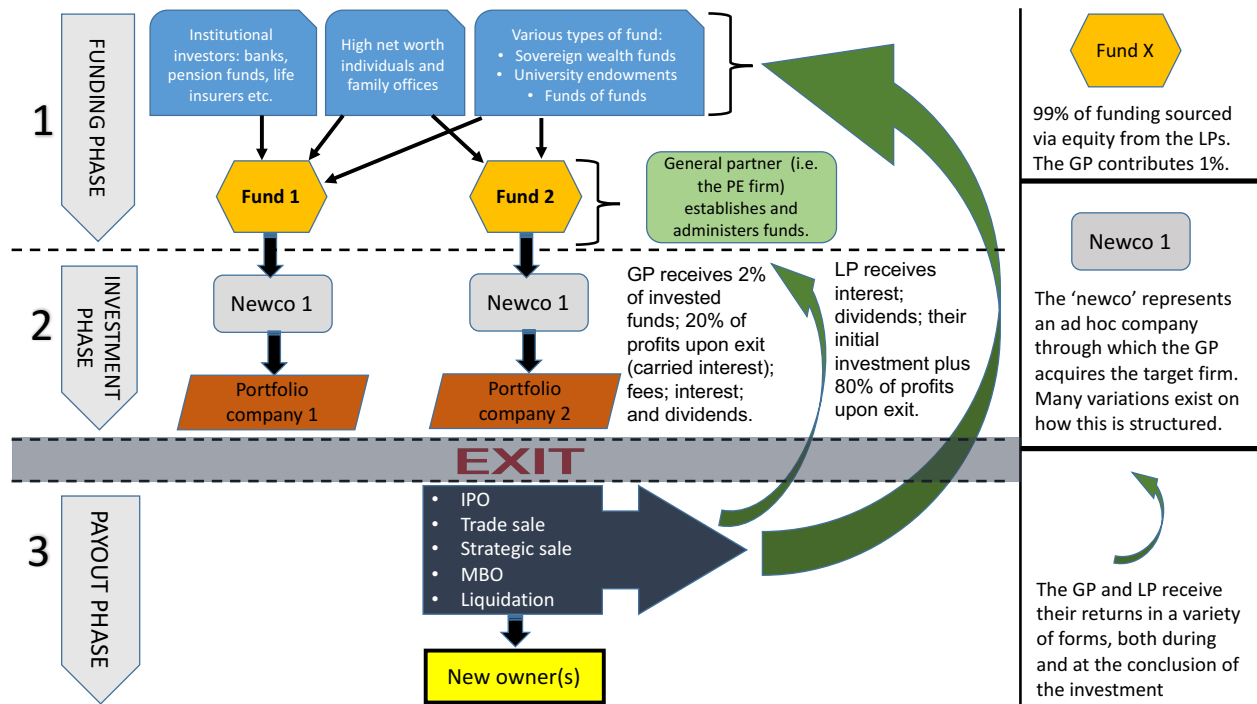 1
FUNDING PHASE
Institutional
investors: banks,
pension funds, life
insurers etc.
High net worth
individuals and
family offices
Various types of fund:
• Sovereign wealth funds
• University endowments
• Funds of funds
Fund 1
Fund 2
General partner (i.e.
the PE firm)
establishes and
administers funds.
2
INVESTMENT
PHASE
Newco 1
Newco 1
Portfolio
company 1
Portfolio
company 2
GP receives 2%
of invested
funds; 20% of
profits upon exit
(carried interest);
fees; interest;
and dividends.
LP receives
interest;
dividends; their
initial
investment plus
80% of profits
upon exit.
EXIT
3
PAYOUT PHASE
• IPO
• Trade sale
• Strategic sale
• MBO
• Liquidation
New owner(s)
Fund X
99% of funding sourced
via equity from the LPs.
The GP contributes 1%.
Newco 1
The ‘newco’ represents
an ad hoc company
through which the GP
acquires the target firm.
Many variations exist on
how this is structured.
The GP and LP receive
their returns in a variety
of forms, both during
and at the conclusion of
the investment